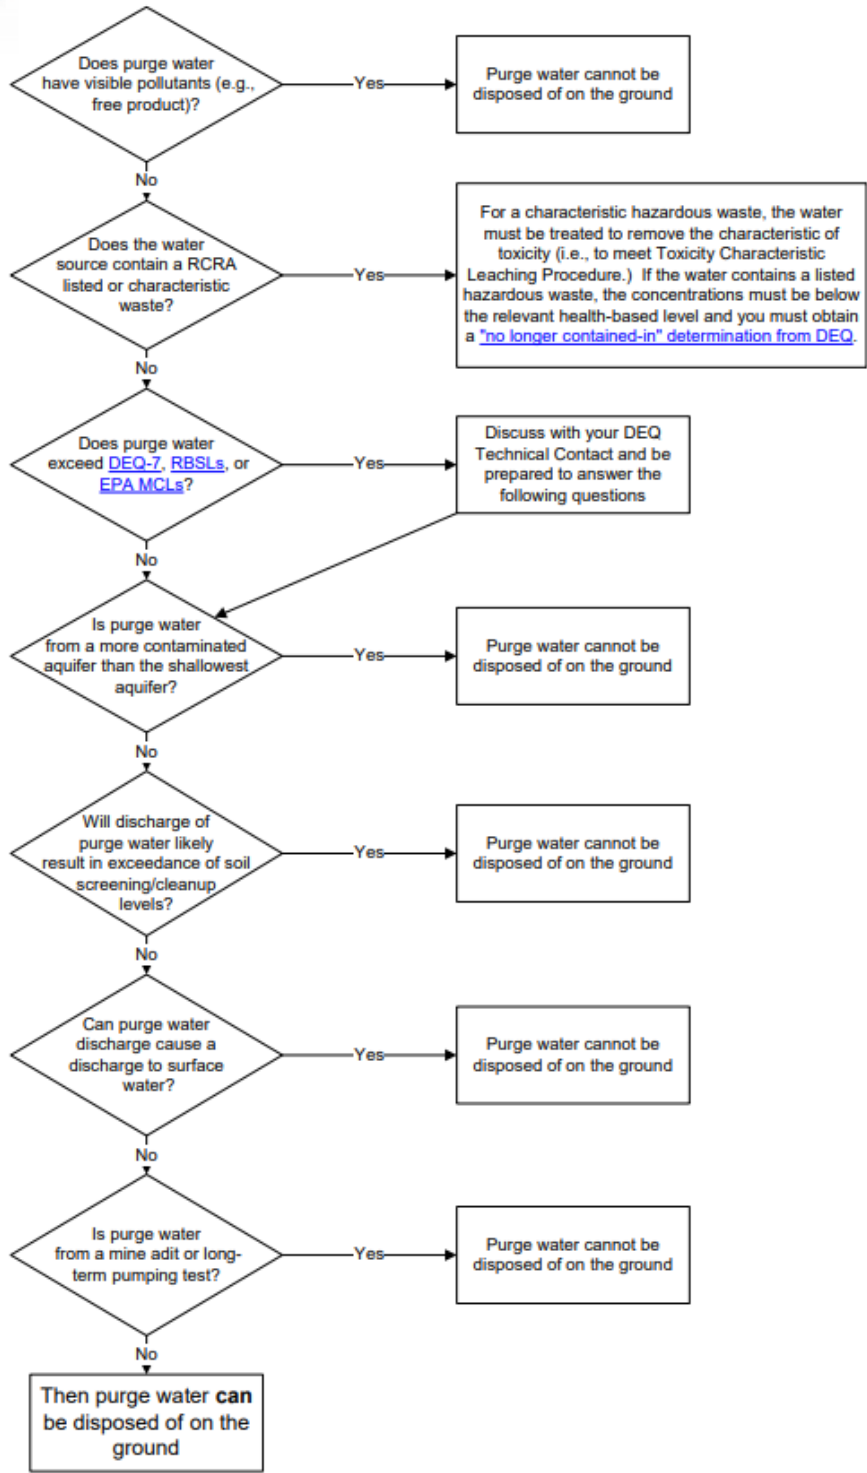 Does purge water
have visible pollutants (e.g.,
free product)?
Yes
Purge water cannot be
disposed of on the ground
No
Does the water
source contain a RCRA
listed or characteristic
waste?
Yes
For a characteristic hazardous waste, the water
must be treated to remove the characteristic of
toxicity (i.e., to meet Toxicity Characteristic
Leaching Procedure.)  If the water contains a listed
hazardous waste, the concentrations must be below
the relevant health-based level and you must obtain
a "no longer contained-in" determination from DEQ.
No
Does purge water
exceed DEQ-7, RBSLs, or
EPA MCLs?
Yes
Discuss with your DEQ
Technical Contact and be
prepared to answer the
following questions
No
Is purge water
from a more contaminated
aquifer than the shallowest
aquifer?
Yes
Purge water cannot be
disposed of on the ground
No
Will discharge of
purge water likely
result in exceedance of soil
screening/cleanup
levels?
Yes
Purge water cannot be
disposed of on the ground
No
Can purge water
discharge cause a
discharge to surface
water?
Yes
Purge water cannot be
disposed of on the ground
No
Is purge water
from a mine adit or long-
term pumping test?
Yes
Purge water cannot be
disposed of on the ground
No
Then purge water can
be disposed of on the
ground